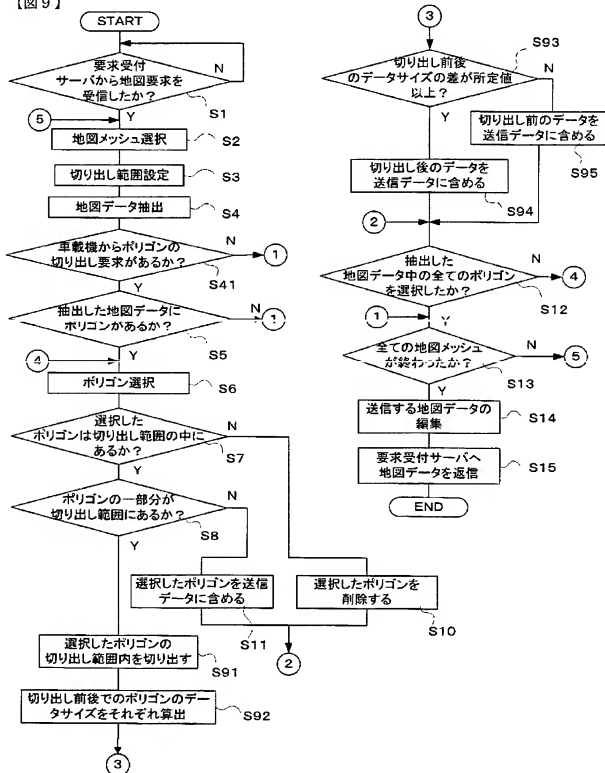 【図9】
START
要求受付
サーバから地図要求を
受信したか?
N
S1
Y
5
地図メッシュ選択
S2
切り出し範囲設定
S3
地図データ抽出
S4
車載機からポリゴンの
切り出し要求があるか?
N
1
S41
Y
抽出した地図データに
ポリゴンがあるか?
N
1
S5
Y
4
ポリゴン選択
S6
選択した
ポリゴンは切り出し範囲の中に
あるか?
N
S7
Y
ポリゴンの一部分が
切り出し範囲にあるか?
N
S8
Y
選択したポリゴンを送信
データに含める
S11
選択したポリゴンを
削除する
S10
2
選択したポリゴンの
切り出し範囲内を切り出す
S91
切り出し前後でのポリゴンのデー
タサイズをそれぞれ算出
S92
3
3
切り出し前後
のデータサイズの差が所定値
以上?
S93
N
Y
切り出し前のデータを
送信データに含める
S95
切り出し後のデータを
送信データに含める
S94
2
抽出した
地図データ中の全てのポリゴン
を選択したか?
N
4
S12
1
Y
全ての地図メッシュ
が終わったか?
N
5
S13
Y
送信する地図データの
編集
S14
要求受付サーバへ
地図データを返信
S15
END